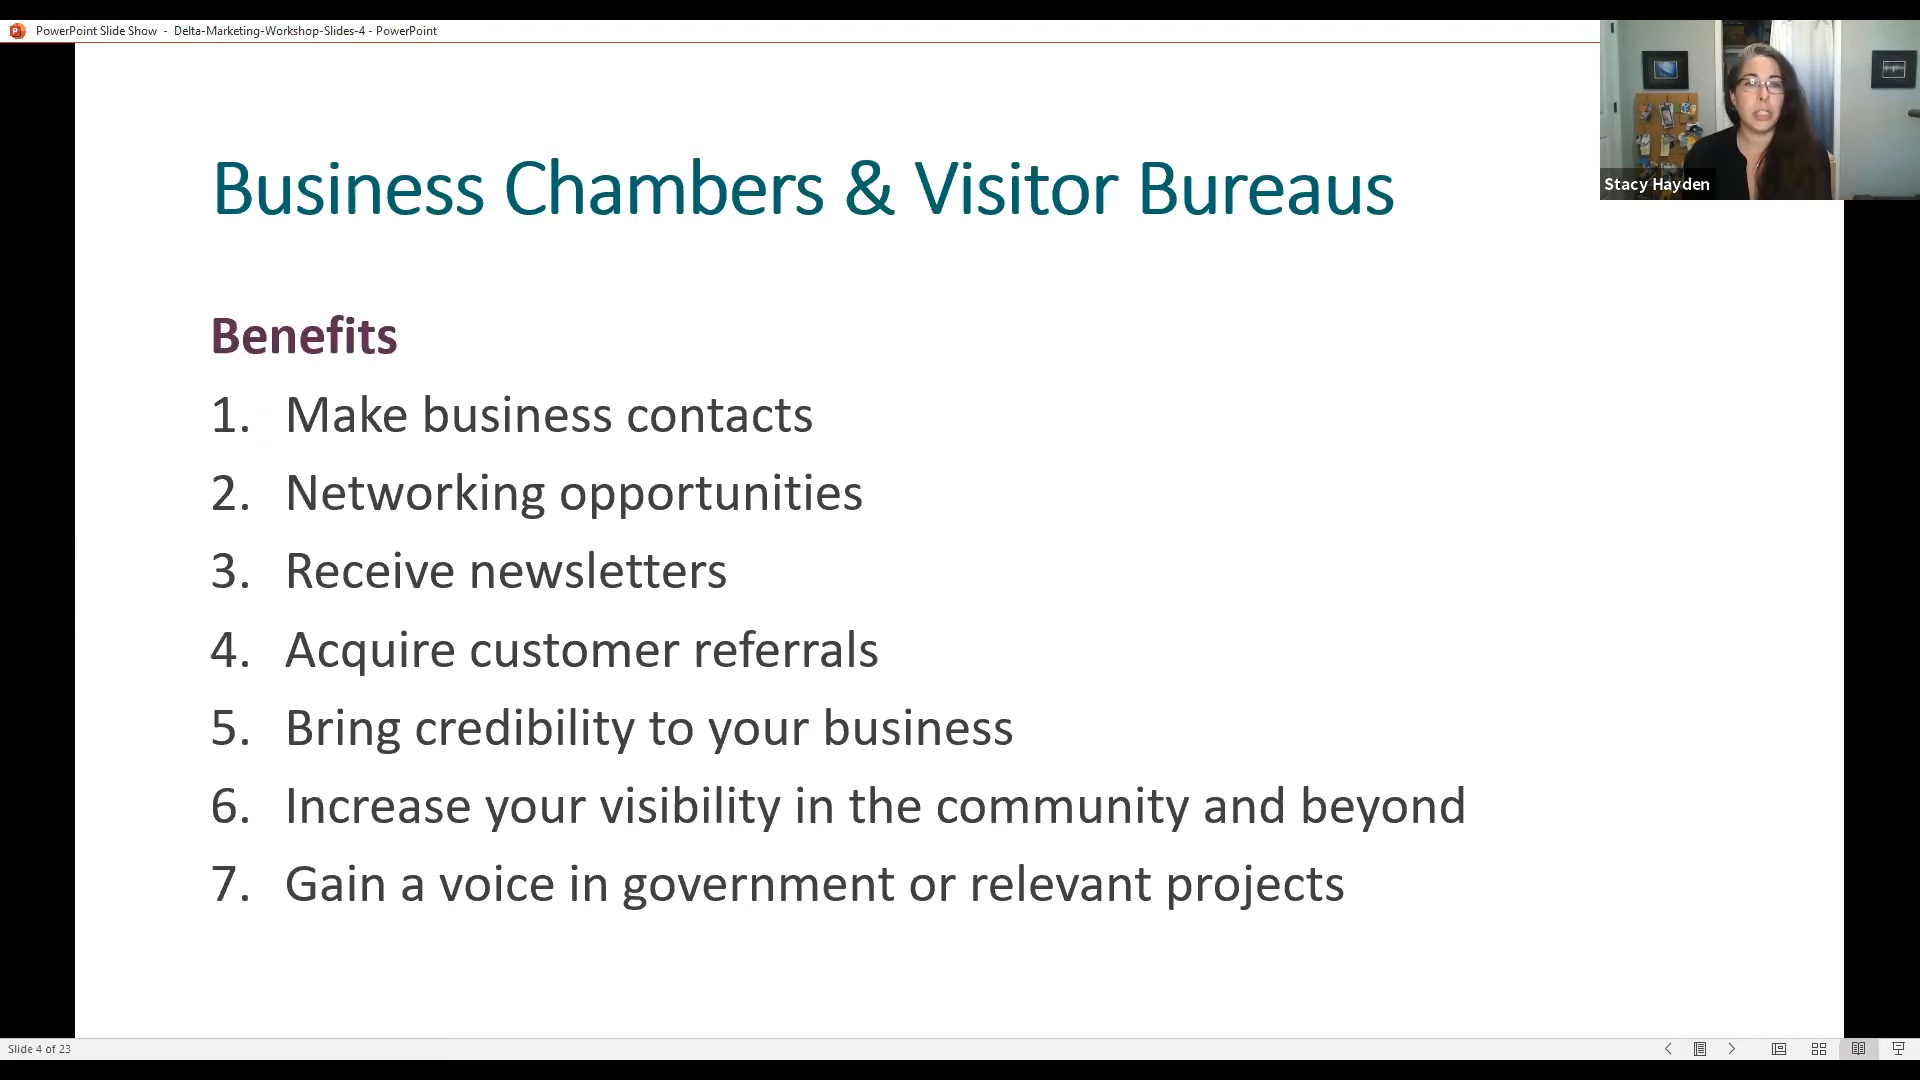 PowerPoint Slide Show - Delta-Marketing-Workshop-Slides-4 - PowerPoint
Stacy Hayden
Business Chambers & Visitor Bureaus
Benefits
1. Make business contacts
2. Networking opportunities
3. Receive newsletters
4. Acquire customer referrals
5. Bring credibility to your business
6. Increase your visibility in the community and beyond
7. Gain a voice in government or relevant projects
Slide 4 of 23